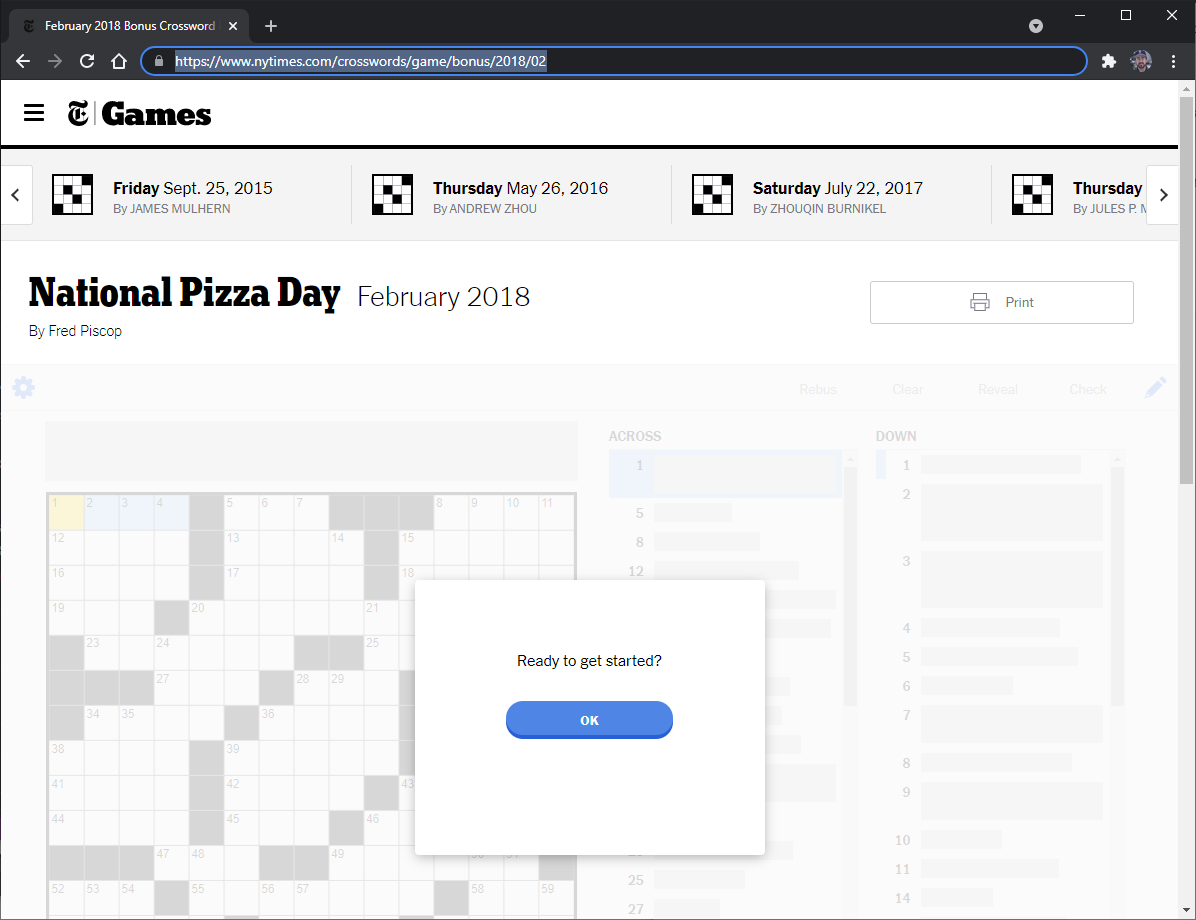 February 2018 Bonus Crossword
https://www.nytimes.com/crosswords/game/bonus/2018/02
Games
Friday Sept. 25, 2015
By JAMES MULHERN
Thursday May 26, 2016
By ANDREW ZHOU
Saturday July 22, 2017
By ZHOUQIN BURNIKEL
Thursday
By JULES P.
National Pizza Day February 2018
By Fred Piscop
Print
Rebus Clear Reveal Check
ACROSS
1
5
8
12
25
27
DOWN
1
2
3
4
5
6
7
8
9
10
11
14
1 2 3 4 5 6 7 8 9 10 11
12 13 14 15
16 17 18
19 20 21
23 24 25
27 28 29
34 35 36
38 39
41 42 43
44 45 46
47 48 49
52 53 54 55 56 57 58 59
Ready to get started?
OK